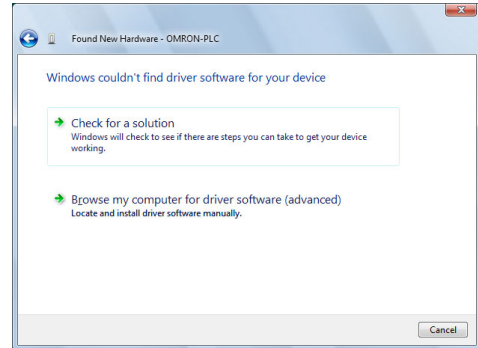 Found New Hardware - OMRON-PLC
Windows couldn't find driver software for your device
Check for a solution
Windows will check to see if there are steps you can take to get your device
working.
Browse my computer for driver software (advanced)
Locate and install driver software manually.
Cancel